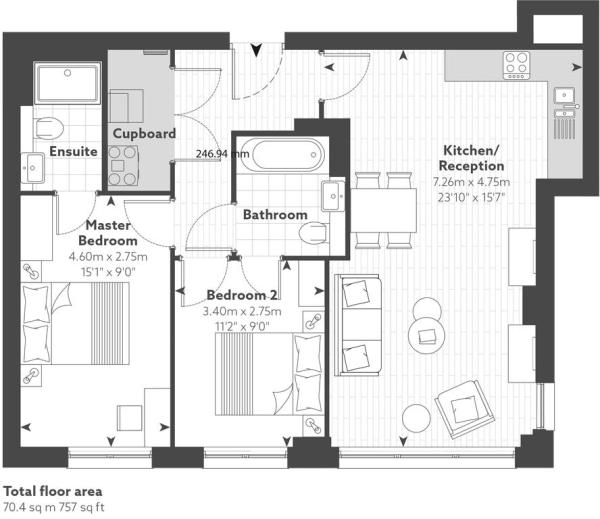 Cupboard
Ensuite
246.94 mm
Kitchen/
Reception
7.26m x 4.75m
23'10" x 15'7"
Bathroom
Master
Bedroom
4.60m x 2.75m
15'1" x 9'0"
Bedroom 2
3.40m x 2.75m
11'2" x 9'0"
Total floor area
70.4 sq m 757 sq ft